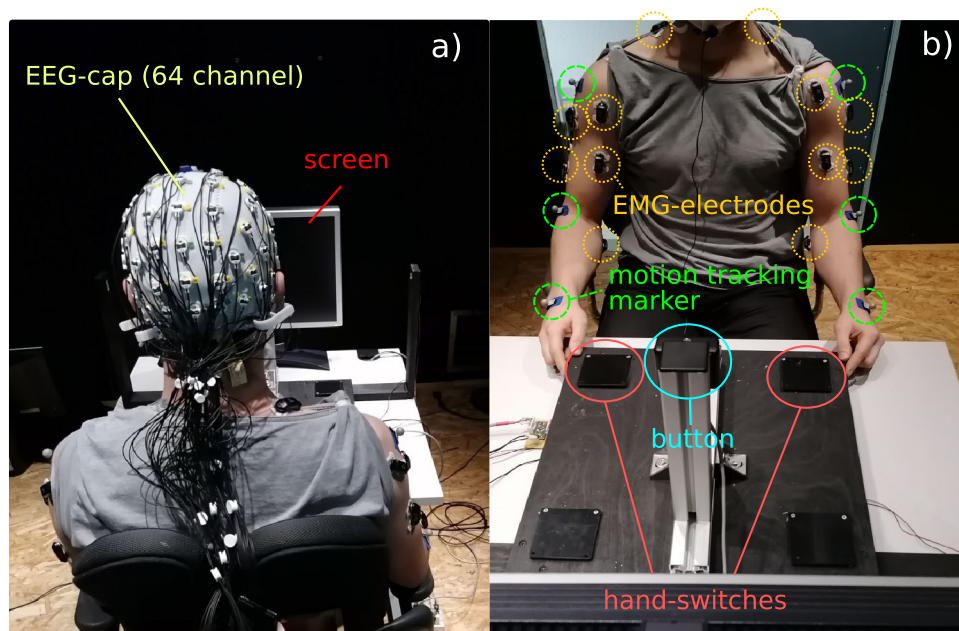 a)
EEG-cap (64 channel)
screen
b)
EMG-electrodes
motion tracking
marker
button
hand-switches